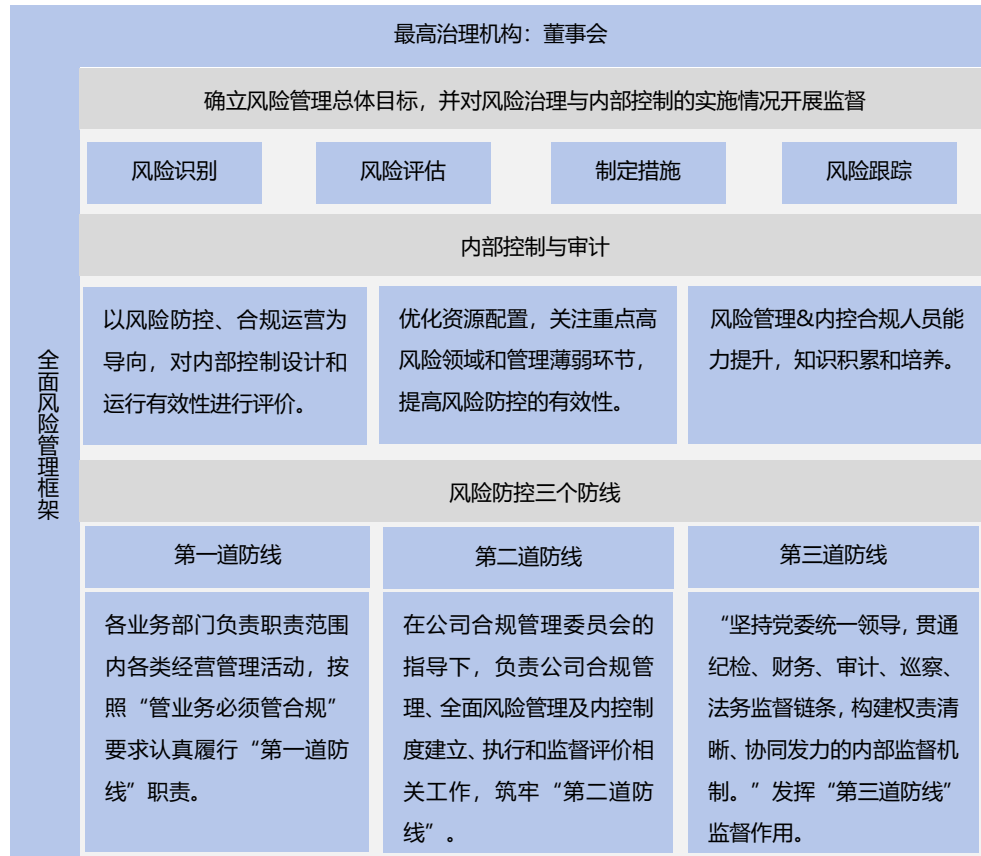 最高治理机构：董事会
确立风险管理总体目标，并对风险治理与内部控制的实施情况开展监督
风险识别
风险评估
制定措施
风险跟踪
内部控制与审计
以风险防控、合规运营为
导向，对内部控制设计和
运行有效性进行评价。
优化资源配置，关注重点高
风险领域和管理薄弱环节，
提高风险防控的有效性。
风险管理&内控合规人员能
力提升，知识积累和培养。
全面风险管理框架
风险防控三个防线
第一道防线
第二道防线
第三道防线
各业务部门负责职责范围
内各类经营管理活动，按
照“管业务必须管合规”
要求认真履行“第一道防
线”职责。
在公司合规管理委员会的
指导下，负责公司合规管
理、全面风险管理及内控制
度建立、执行和监督评价相
关工作，筑牢“第二道防
线”。
“坚持党委统一领导，贯通
纪检、财务、审计、巡察、
法务监督链条，构建权责清
晰、协同发力的内部监督机
制。”发挥“第三道防线”
监督作用。